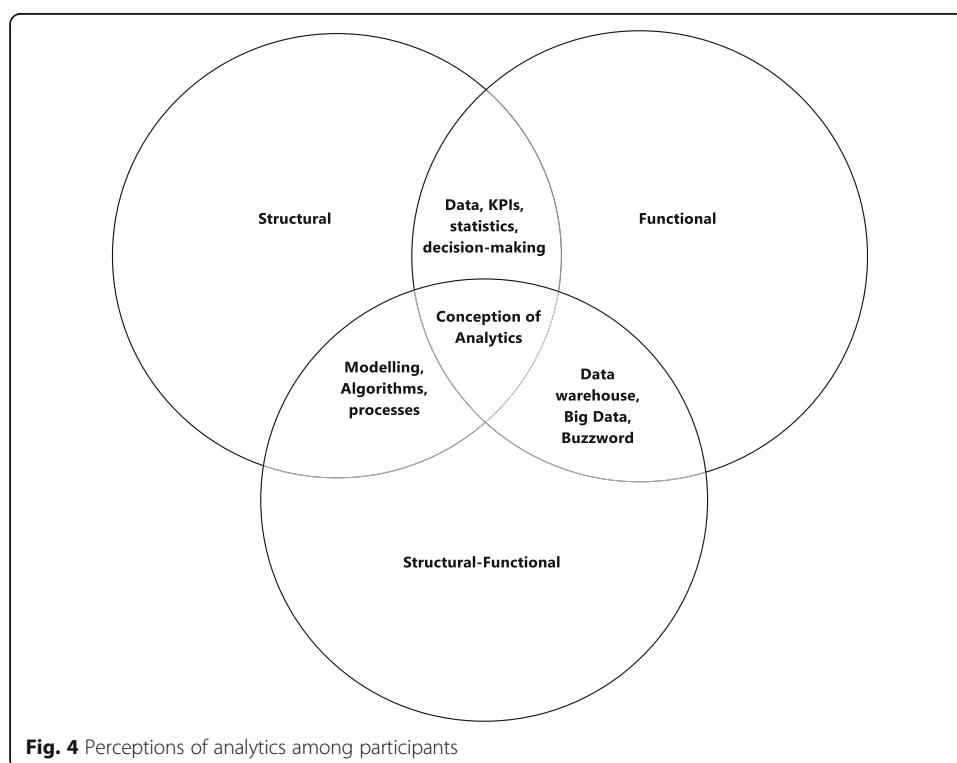 Structural
Data, KPIs,
statistics,
decision-making
Functional
Conception of
Analytics
Modelling,
Algorithms,
processes
Data
warehouse,
Big Data,
Buzzword
Structural-Functional
Fig. 4 Perceptions of analytics among participants